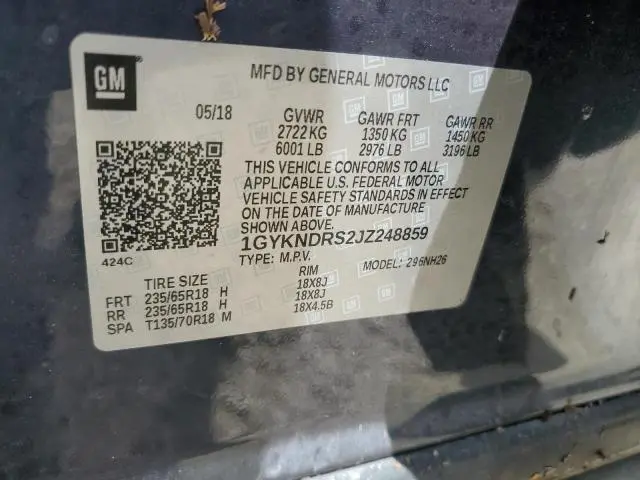 GM
MFD BY GENERAL MOTORS LLC
05/18 GVWR GAWR FRT GAWR RR
2722 KG 1350 KG 1450 KG
6001 LB 2976 LB 3196 LB
THIS VEHICLE CONFORMS TO ALL
APPLICABLE U.S. FEDERAL MOTOR
VEHICLE SAFETY STANDARDS IN EFFECT
ON THE DATE OF MANUFACTURE
SHOWN ABOVE.
1GYKNDRS2JZ248859
424C
TYPE: M.P.V. MODEL: 296NH26
TIRE SIZE RIM
FRT 235/65R18 H 18X8J
RR 235/65R18 H 18X8J
SPA T135/70R18 M 18X4.5B